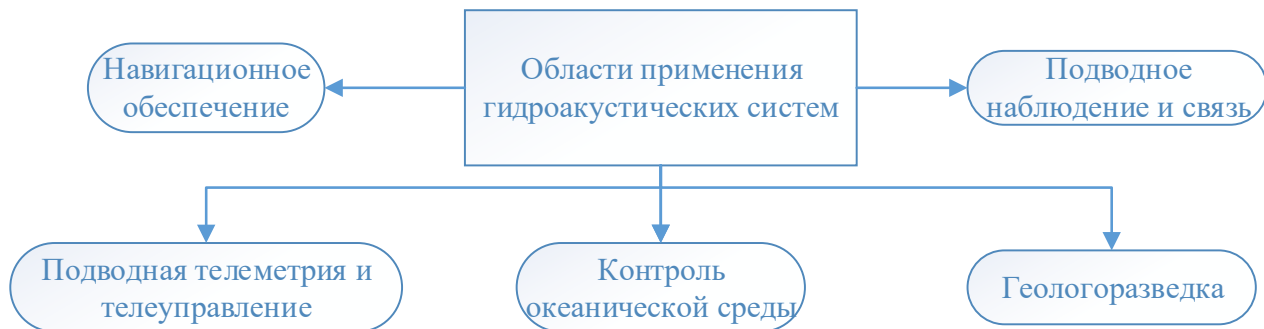 Области применения
гидроакустических систем
Навигационное
обеспечение
Подводное
наблюдение и связь
Подводная телеметрия и
телеуправление
Контроль
океанической среды
Геологоразведка